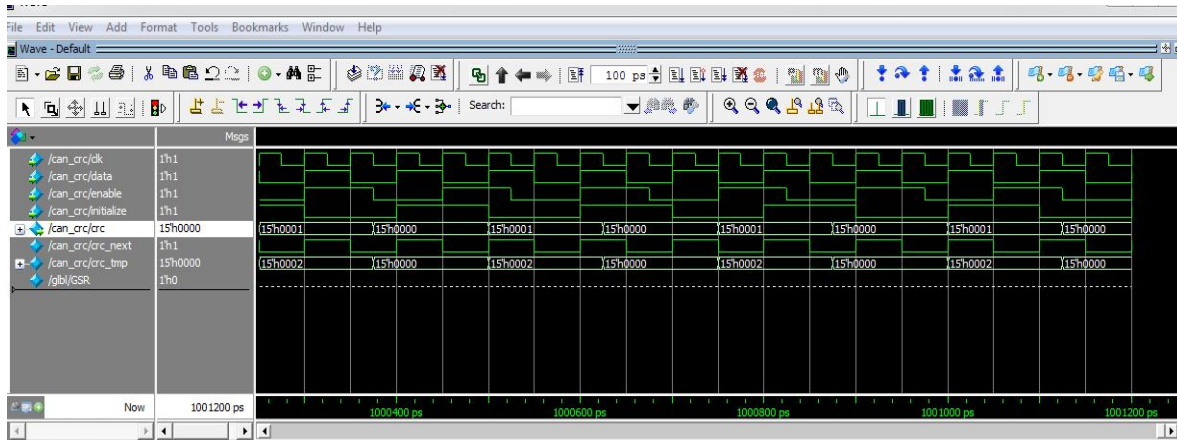 File Edit View Add Format Tools Bookmarks Window Help
Wave - Default
100 ps
Search:
Msgs
/can_crc/clk 1'h1
/can_crc/data 1'h1
/can_crc/enable 1'h1
/can_crc/initialize 1'h1
/can_crc/crc 15'h0000 15'h0001 15'h0000 15'h0001 15'h0000 15'h0001 15'h0000 15'h0001 15'h0000
/can_crc/crc_next 1'h1
/can_crc/crc_tmp 15'h0000 15'h0002 15'h0000 15'h0002 15'h0000 15'h0002 15'h0000 15'h0002 15'h0000
/glbl/GSR 1'h0
Now 1001200 ps 1000400 ps 1000600 ps 1000800 ps 1001000 ps 1001200 ps